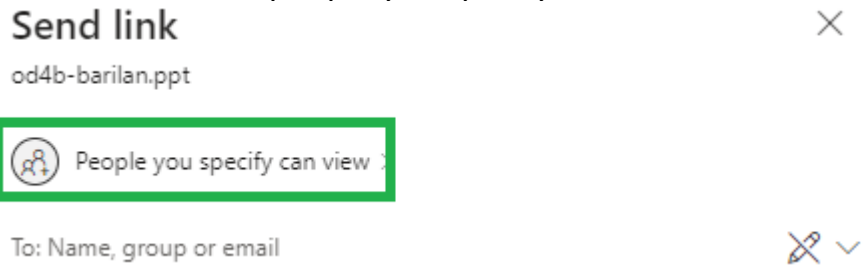 Send link
od4b-barilan.ppt
People you specify can view >
To: Name, group or email